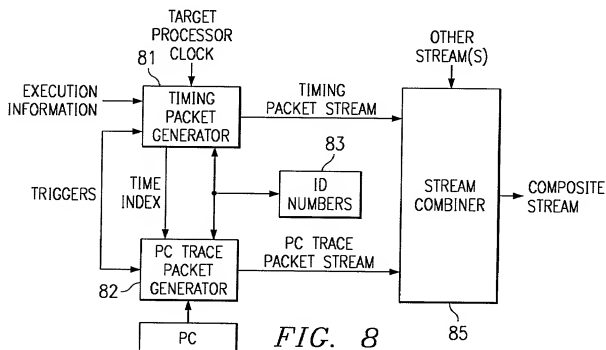 TARGET
PROCESSOR
CLOCK
81
OTHER
STREAM(S)
EXECUTION
INFORMATION
TIMING
PACKET
GENERATOR
TIMING
PACKET STREAM
83
ID
NUMBERS
TRIGGERS
TIME
INDEX
STREAM
COMBINER
COMPOSITE
STREAM
PC TRACE
PACKET
GENERATOR
82
PC TRACE
PACKET STREAM
85
PC
FIG. 8